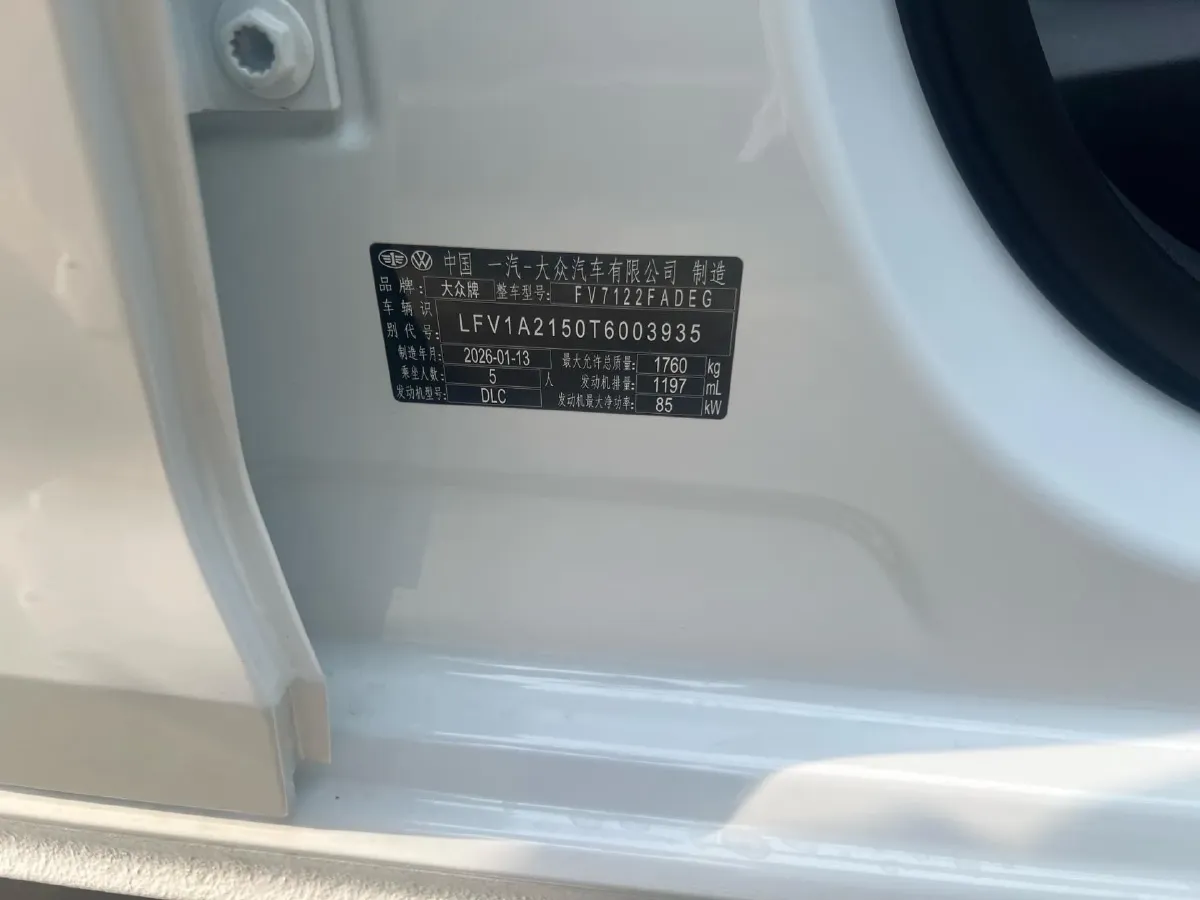 中国 一汽-大众汽车有限公司 制造
品牌: 大众牌 整车型号: FV7122FADEG
车辆识别代号: LFV1A2150T6003935
制造年月: 2026-01-13 最大允许总质量: 1760 kg
乘坐人数: 5 人 发动机排量: 1197 mL
发动机型号: DLC 发动机最大净功率: 85 kW